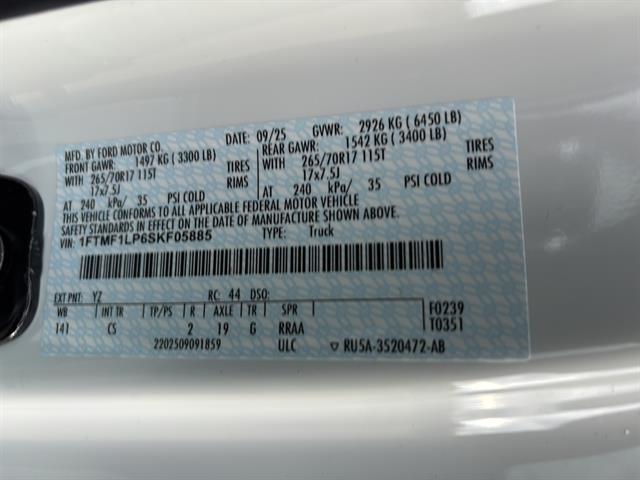 MFD. BY FORD MOTOR CO. DATE: 09/25 GVWR: 2926 KG ( 6450 LB)
FRONT GAWR: 1497 KG ( 3300 LB) REAR GAWR: 1542 KG ( 3400 LB)
WITH 265/70R17 115T TIRES WITH 265/70R17 115T TIRES
17x7.5J RIMS 17x7.5J RIMS
AT 240 kPa/ 35 PSI COLD AT 240 kPa/ 35 PSI COLD
THIS VEHICLE CONFORMS TO ALL APPLICABLE FEDERAL MOTOR VEHICLE
SAFETY STANDARDS IN EFFECT ON THE DATE OF MANUFACTURE SHOWN ABOVE.
VIN: 1FTMF1LP6SKF05885 TYPE: Truck
EXT PNT: YZ RC: 44 DSO:
WB INT TR TP/PS R AXLE TR SPR F0239
141 CS 2 19 G RRAA T0351
2202509091859 ULC ▽ RU5A-3520472-AB